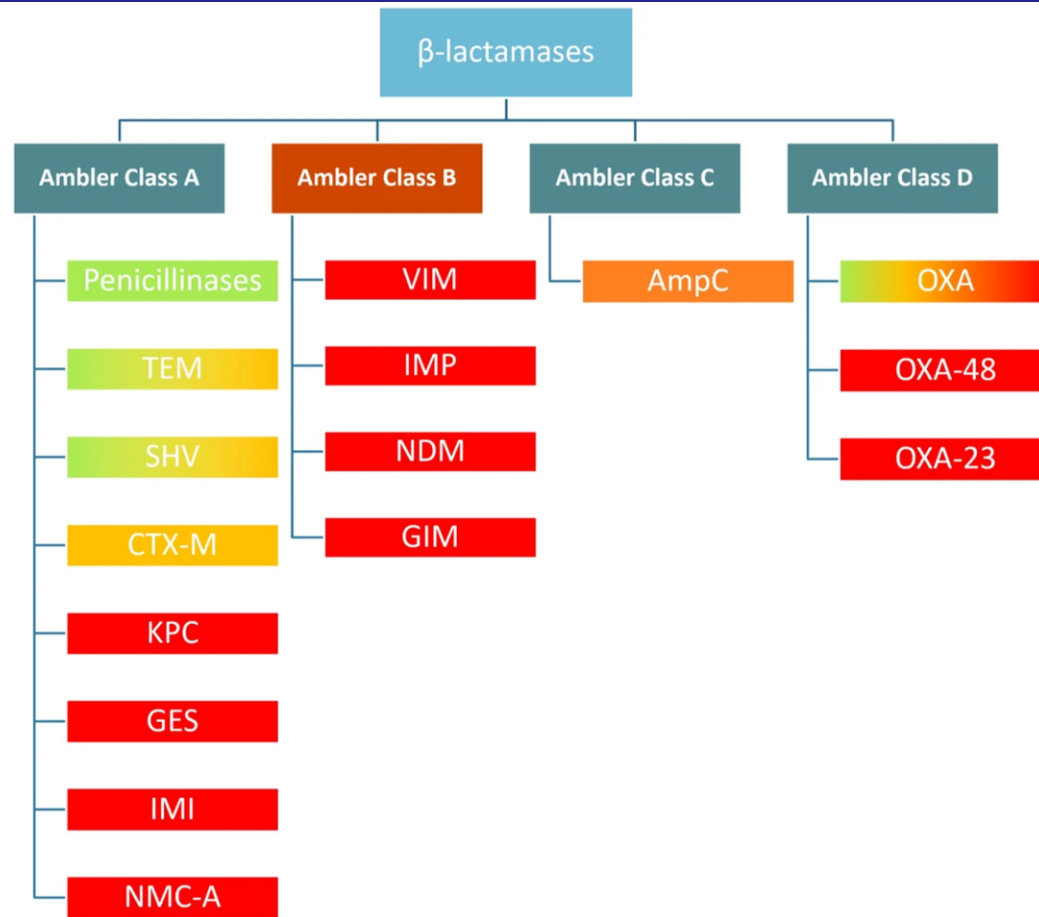 β-lactamases
Ambler Class A
Ambler Class B
Ambler Class C
Ambler Class D
Penicillinases
TEM
SHV
CTX-M
KPC
GES
IMI
NMC-A
VIM
IMP
NDM
GIM
AmpC
OXA
OXA-48
OXA-23